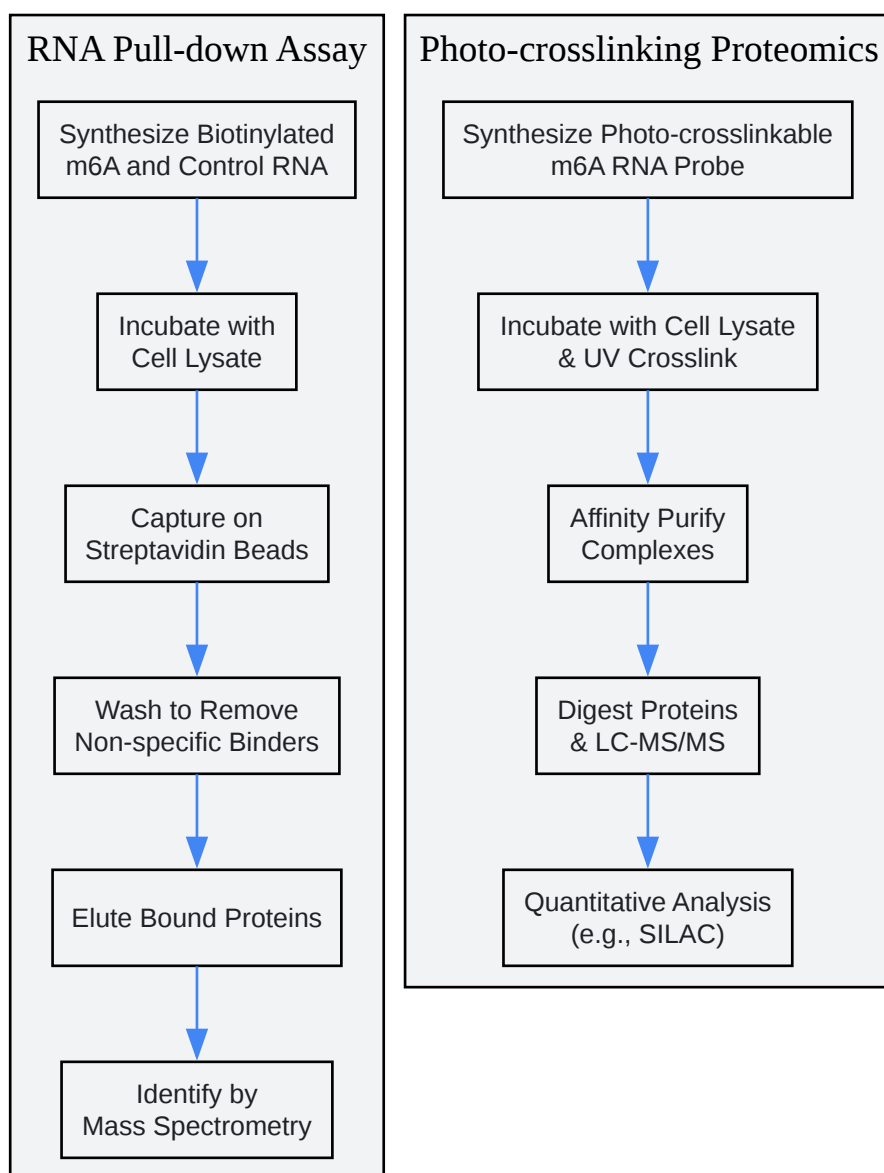 RNA Pull-down Assay
Synthesize Biotinylated
m6A and Control RNA
Incubate with
Cell Lysate
Capture on
Streptavidin Beads
Wash to Remove
Non-specific Binders
Elute Bound Proteins
Identify by
Mass Spectrometry
Photo-crosslinking Proteomics
Synthesize Photo-crosslinkable
m6A RNA Probe
Incubate with Cell Lysate
& UV Crosslink
Affinity Purify
Complexes
Digest Proteins
& LC-MS/MS
Quantitative Analysis
(e.g., SILAC)